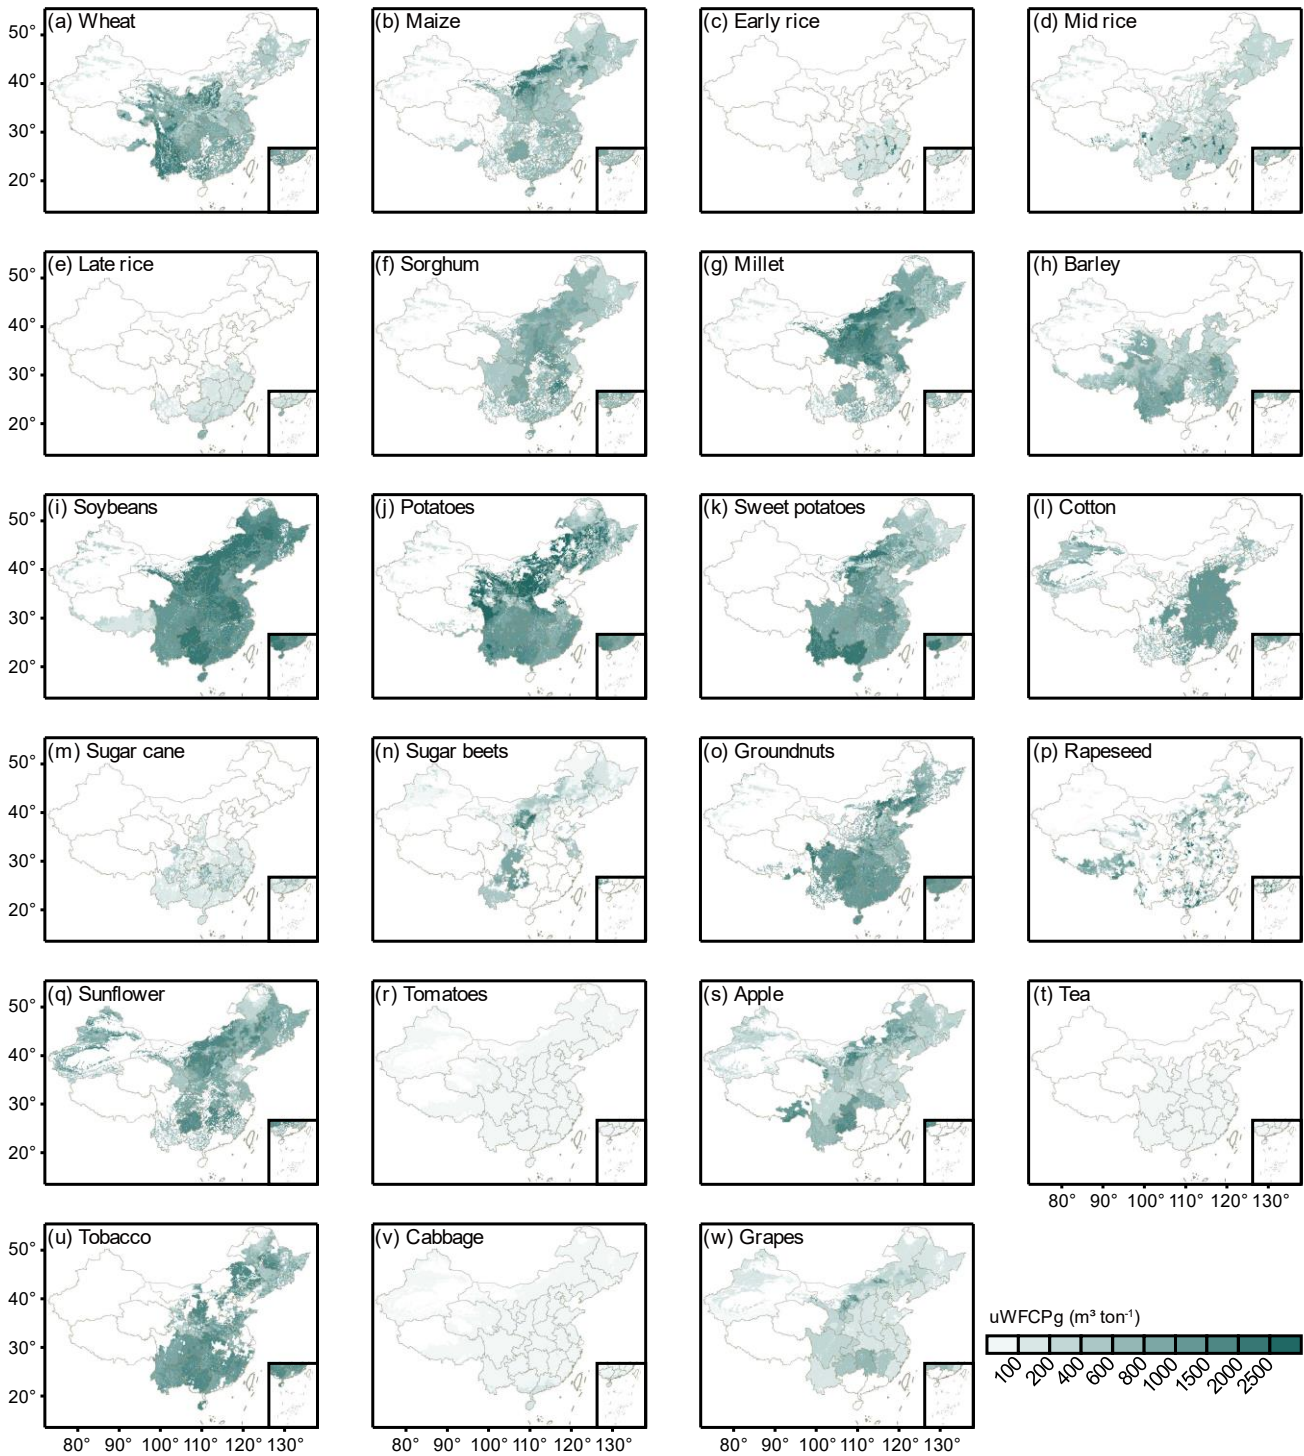 (a) Wheat
(b) Maize
(c) Early rice
(d) Mid rice
50°
40°
30°
20°
(e) Late rice
(f) Sorghum
(g) Millet
(h) Barley
50°
40°
30°
20°
(i) Soybeans
(j) Potatoes
(k) Sweet potatoes
(l) Cotton
50°
40°
30°
20°
(m) Sugar cane
(n) Sugar beets
(o) Groundnuts
(p) Rapeseed
50°
40°
30°
20°
(q) Sunflower
(r) Tomatoes
(s) Apple
(t) Tea
50°
40°
30°
20°
80° 90° 100° 110° 120° 130°
(u) Tobacco
(v) Cabbage
(w) Grapes
50°
40°
30°
20°
uWFCPg (m³ ton⁻¹)
100 200 400 600 800 1000 1500 2000 2500
80° 90° 100° 110° 120° 130°
80° 90° 100° 110° 120° 130°
80° 90° 100° 110° 120° 130°